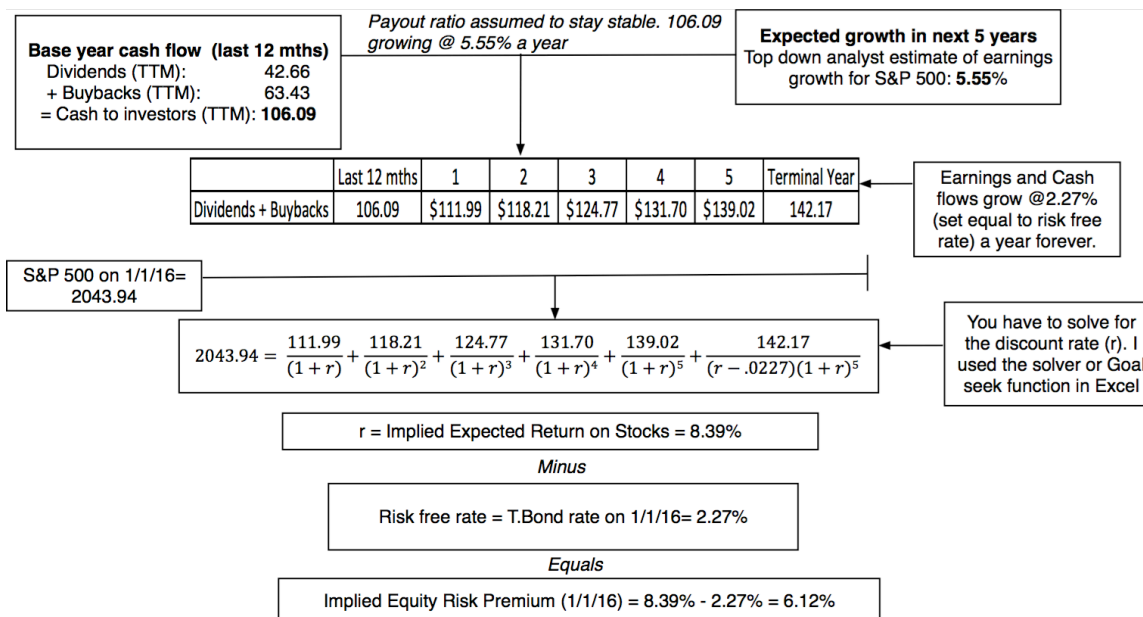 Payout ratio assumed to stay stable. 106.09
growing @ 5.55% a year
Base year cash flow (last 12 mths)
Dividends (TTM): 42.66
+ Buybacks (TTM): 63.43
= Cash to investors (TTM): 106.09
Expected growth in next 5 years
Top down analyst estimate of earnings
growth for S&P 500: 5.55%
Last 12 mths 1 2 3 4 5 Terminal Year
Dividends + Buybacks 106.09 $111.99 $118.21 $124.77 $131.70 $139.02 142.17
Earnings and Cash
flows grow @2.27%
(set equal to risk free
rate) a year forever.
S&P 500 on 1/1/16=
2043.94
2043.94 = 111.99/(1 + r) + 118.21/(1 + r)² + 124.77/(1 + r)³ + 131.70/(1 + r)⁴ + 139.02/(1 + r)⁵ + 142.17/(r − .0227)(1 + r)⁵
You have to solve for
the discount rate (r). I
used the solver or Goal
seek function in Excel
r = Implied Expected Return on Stocks = 8.39%
Minus
Risk free rate = T.Bond rate on 1/1/16= 2.27%
Equals
Implied Equity Risk Premium (1/1/16) = 8.39% - 2.27% = 6.12%